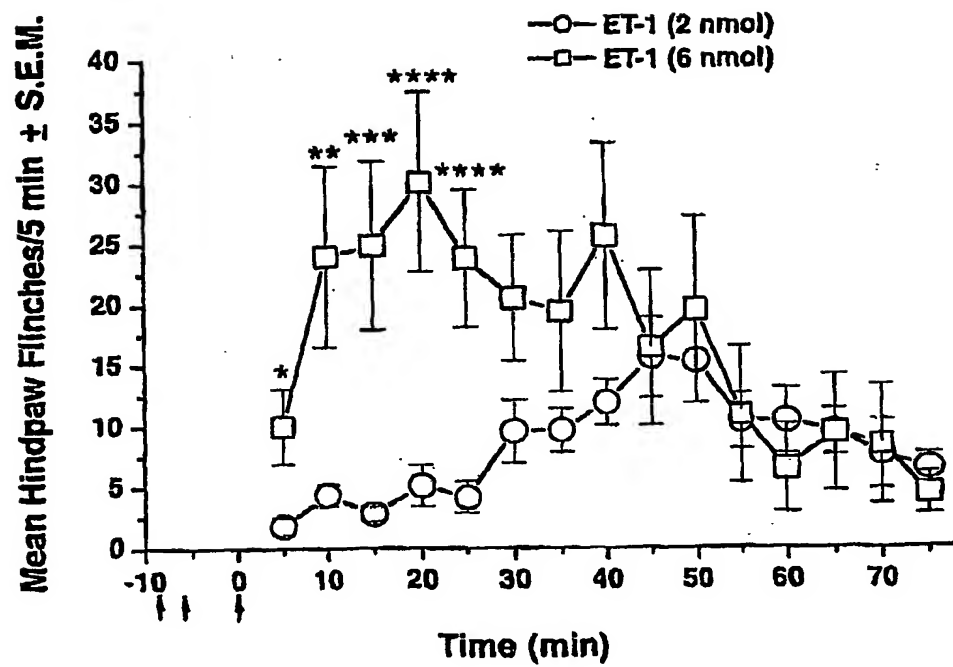 ET-1 (2 nmol)
ET-1 (6 nmol)
Mean Hindpaw Flinches/5 min ± S.E.M.
40
35
30
25
20
15
10
5
0
*
**
***
****
****
-10 0 10 20 30 40 50 60 70
Time (min)